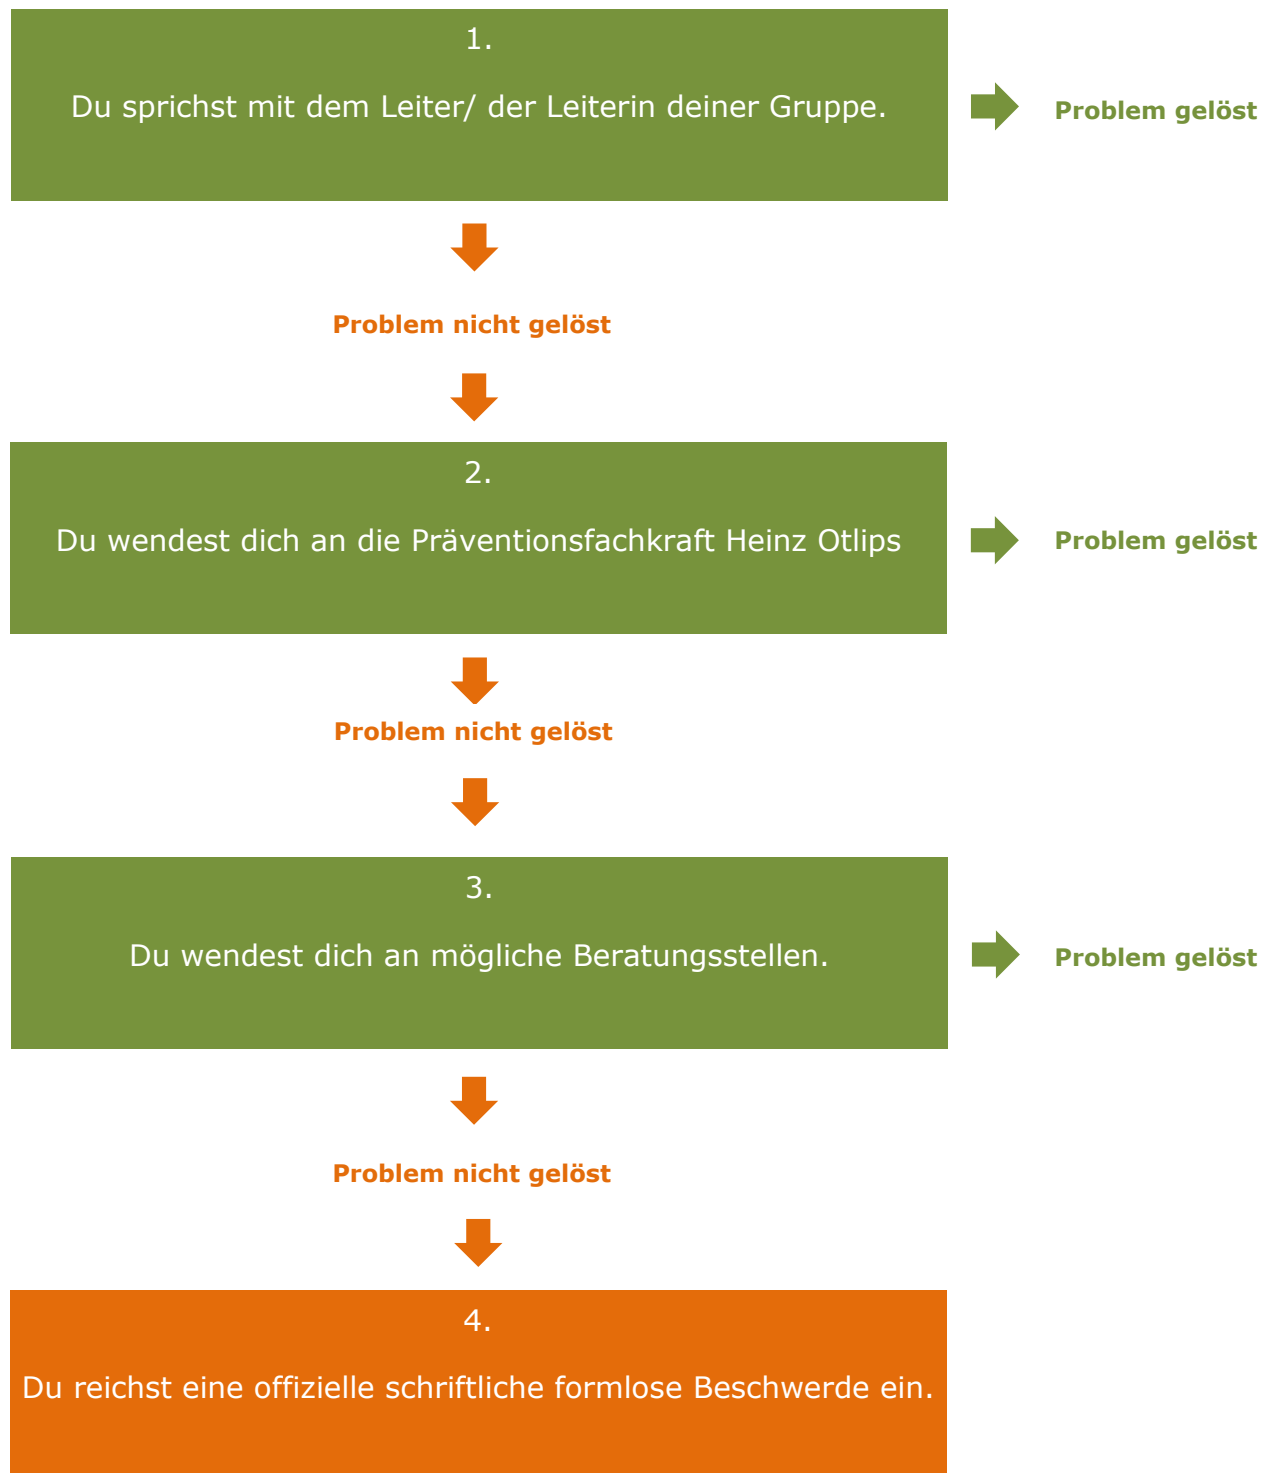 1.
Du sprichst mit dem Leiter/ der Leiterin deiner Gruppe.
Problem gelöst
Problem nicht gelöst
2.
Du wendest dich an die Präventionsfachkraft Heinz Otlips
Problem gelöst
Problem nicht gelöst
3.
Du wendest dich an mögliche Beratungsstellen.
Problem gelöst
Problem nicht gelöst
4.
Du reichst eine offizielle schriftliche formlose Beschwerde ein.